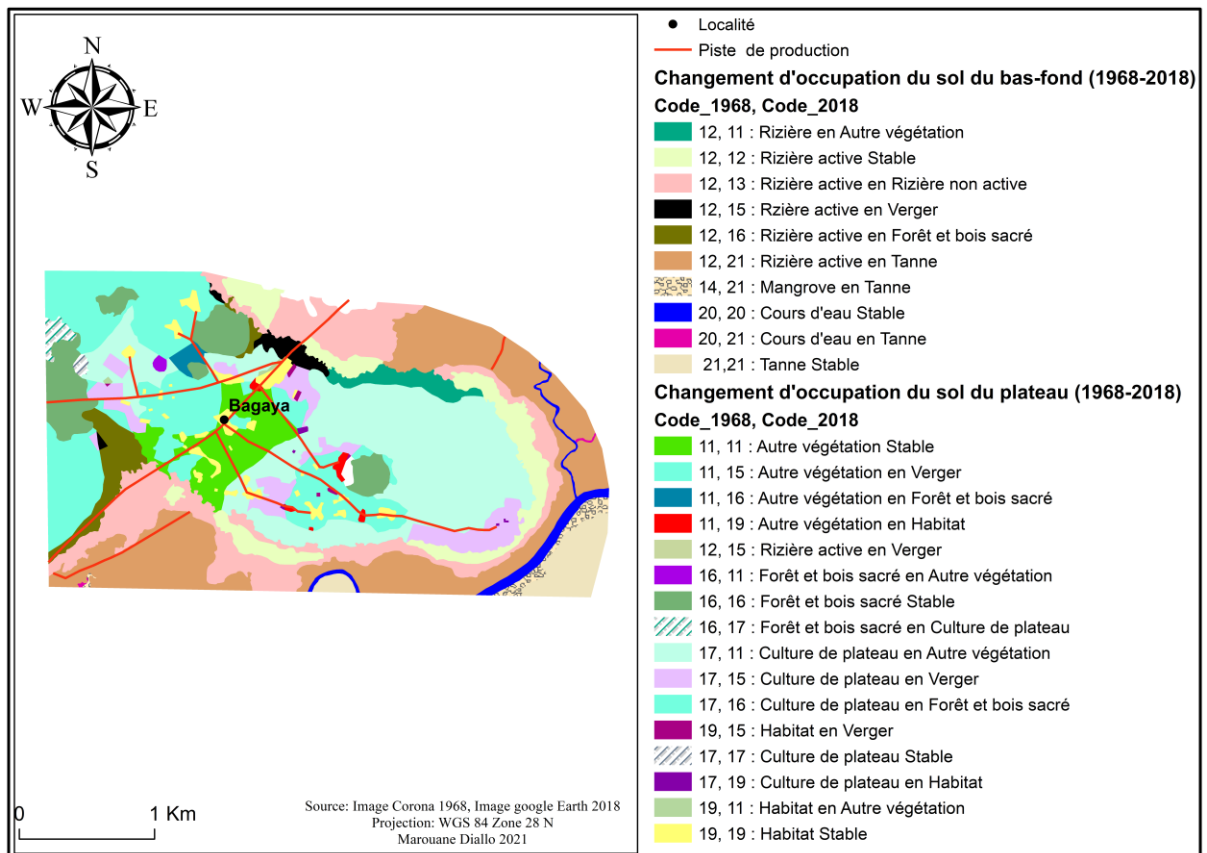 N
W
E
S
Bagaya
0
1 Km
Source: Image Corona 1968, Image google Earth 2018
Projection: WGS 84 Zone 28 N
Marouane Diallo 2021
Localité
Piste de production
Changement d'occupation du sol du bas-fond (1968-2018)
Code_1968, Code_2018
12, 11 : Rizière en Autre végétation
12, 12 : Rizière active Stable
12, 13 : Rizière active en Rizière non active
12, 15 : Rzière active en Verger
12, 16 : Rizière active en Forêt et bois sacré
12, 21 : Rizière active en Tanne
14, 21 : Mangrove en Tanne
20, 20 : Cours d'eau Stable
20, 21 : Cours d'eau en Tanne
21,21 : Tanne Stable
Changement d'occupation du sol du plateau (1968-2018)
Code_1968, Code_2018
11, 11 : Autre végétation Stable
11, 15 : Autre végétation en Verger
11, 16 : Autre végétation en Forêt et bois sacré
11, 19 : Autre végétation en Habitat
12, 15 : Rizière active en Verger
16, 11 : Forêt et bois sacré en Autre végétation
16, 16 : Forêt et bois sacré Stable
16, 17 : Forêt et bois sacré en Culture de plateau
17, 11 : Culture de plateau en Autre végétation
17, 15 : Culture de plateau en Verger
17, 16 : Culture de plateau en Forêt et bois sacré
19, 15 : Habitat en Verger
17, 17 : Culture de plateau Stable
17, 19 : Culture de plateau en Habitat
19, 11 : Habitat en Autre végétation
19, 19 : Habitat Stable